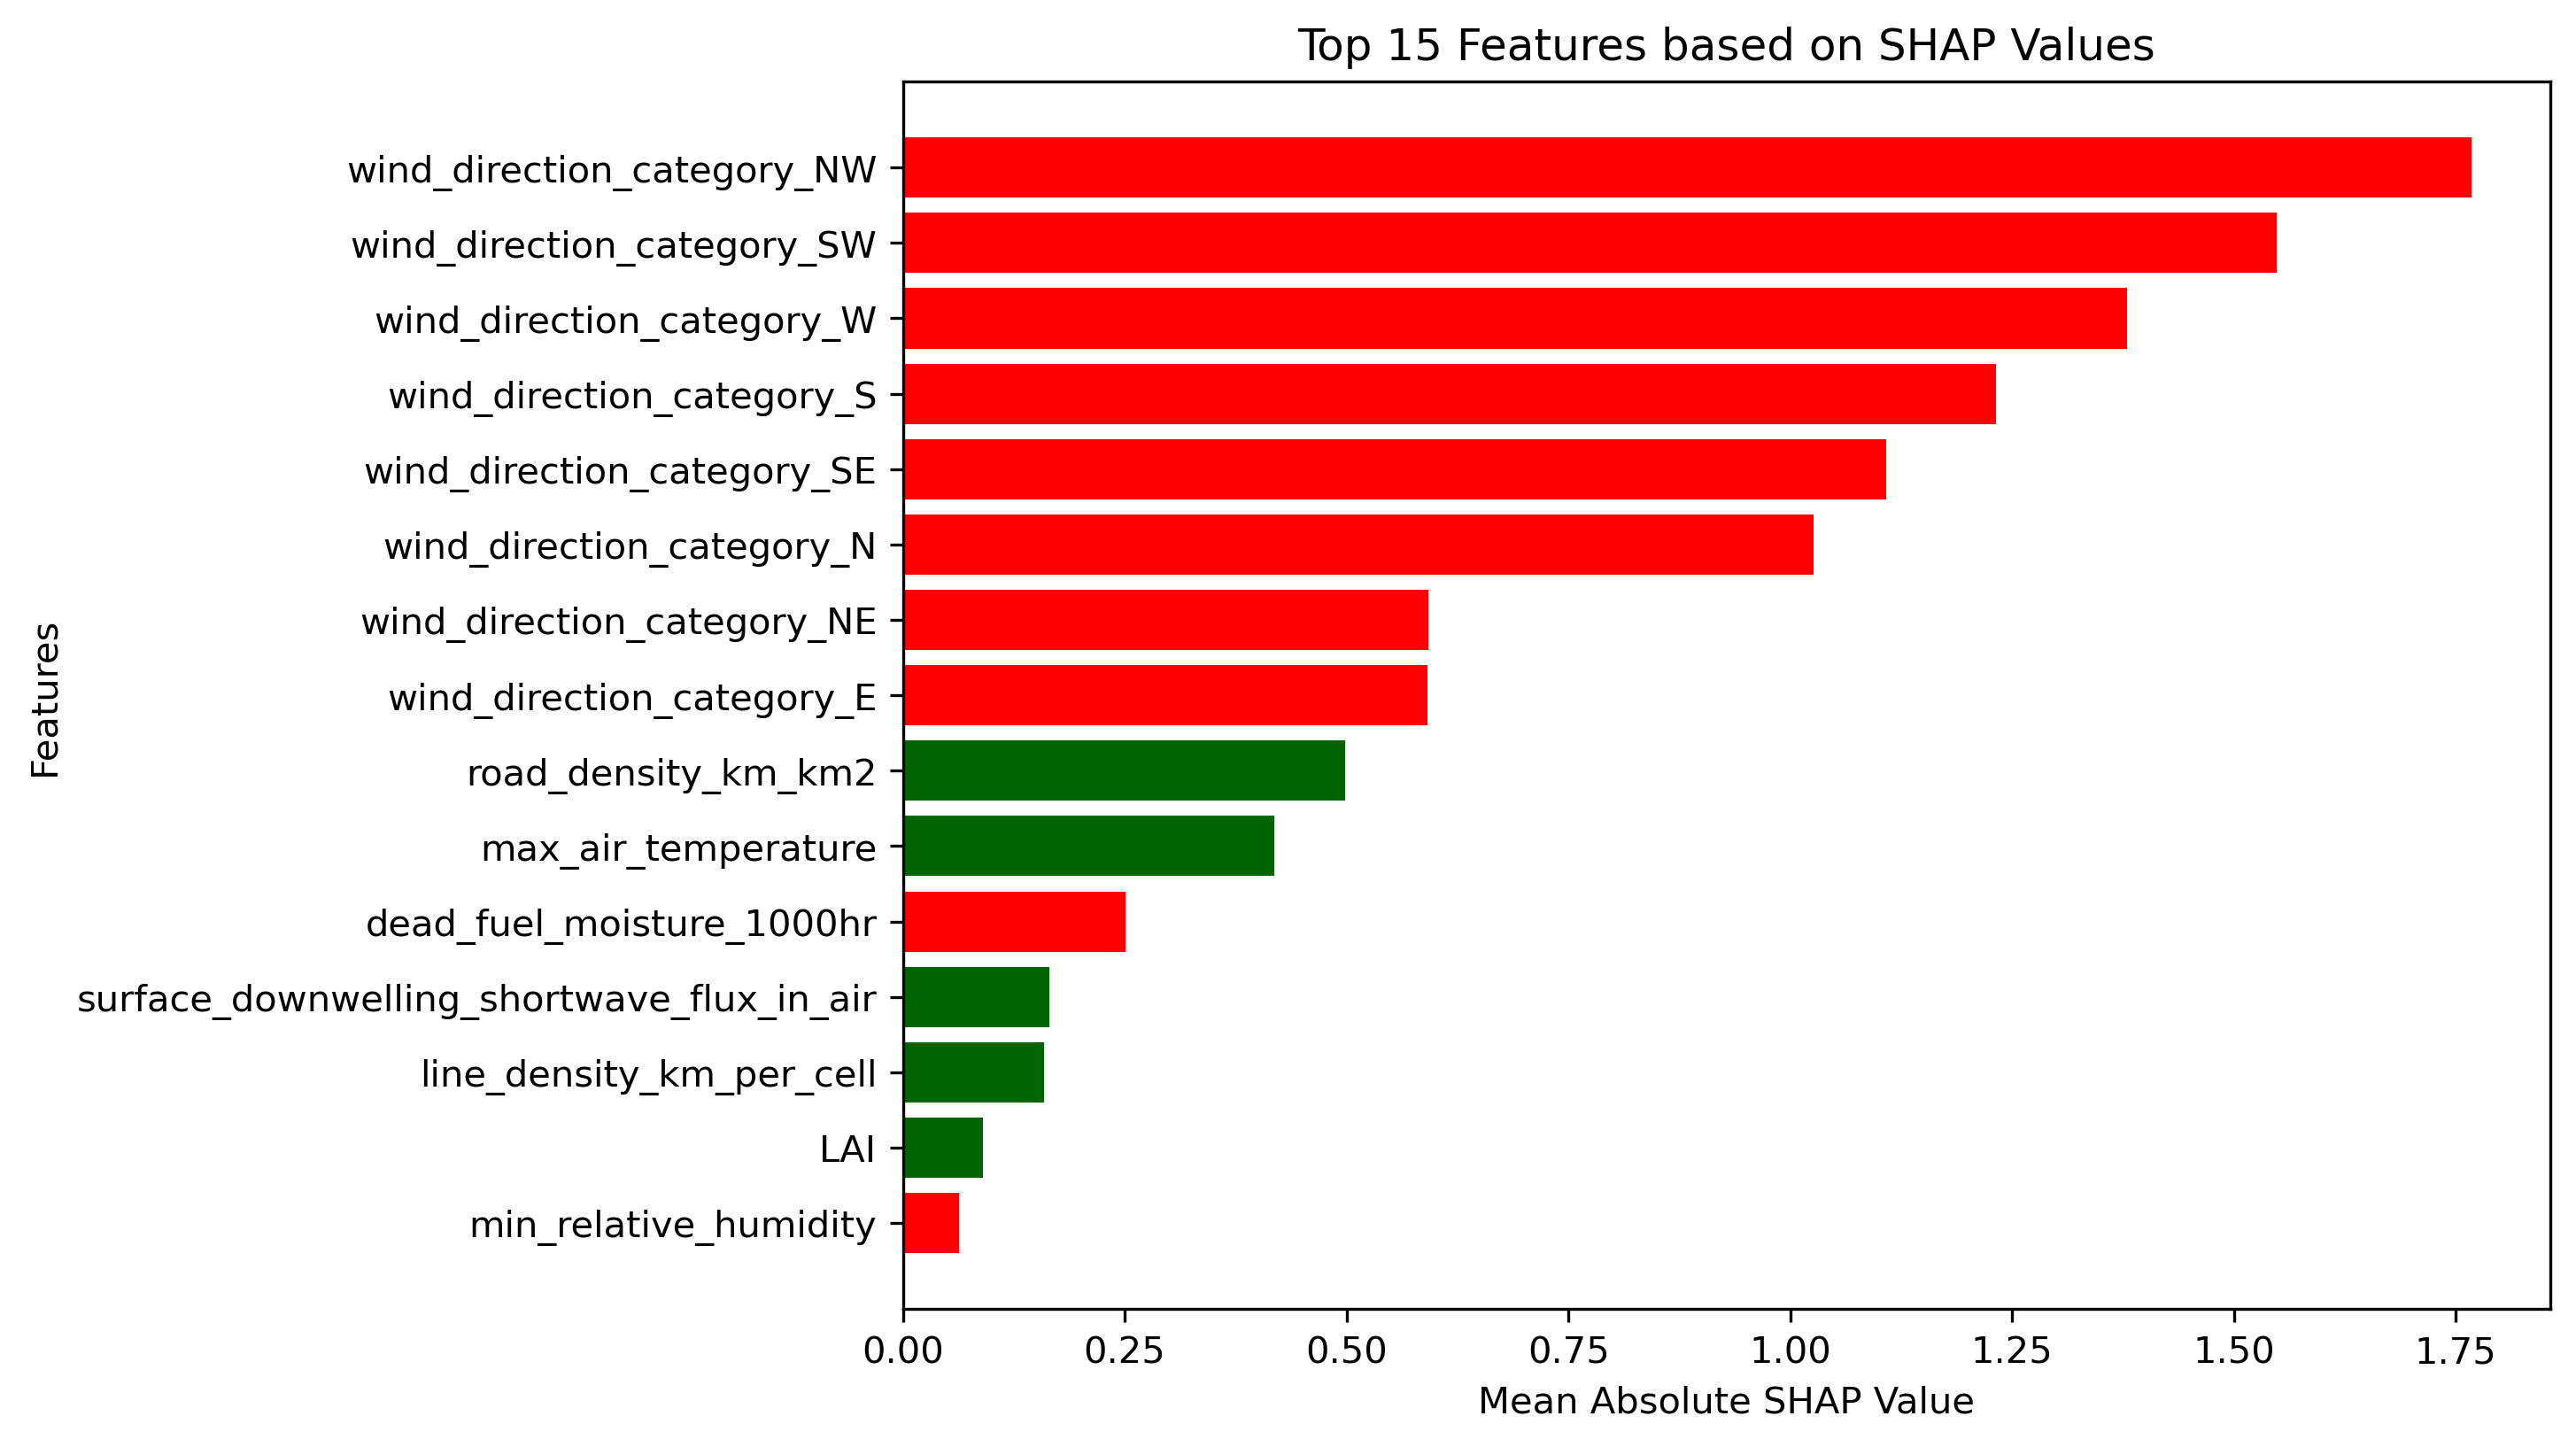 Top 15 Features based on SHAP Values
Features
wind_direction_category_NW
wind_direction_category_SW
wind_direction_category_W
wind_direction_category_S
wind_direction_category_SE
wind_direction_category_N
wind_direction_category_NE
wind_direction_category_E
road_density_km_km2
max_air_temperature
dead_fuel_moisture_1000hr
surface_downwelling_shortwave_flux_in_air
line_density_km_per_cell
LAI
min_relative_humidity
0.00 0.25 0.50 0.75 1.00 1.25 1.50 1.75
Mean Absolute SHAP Value